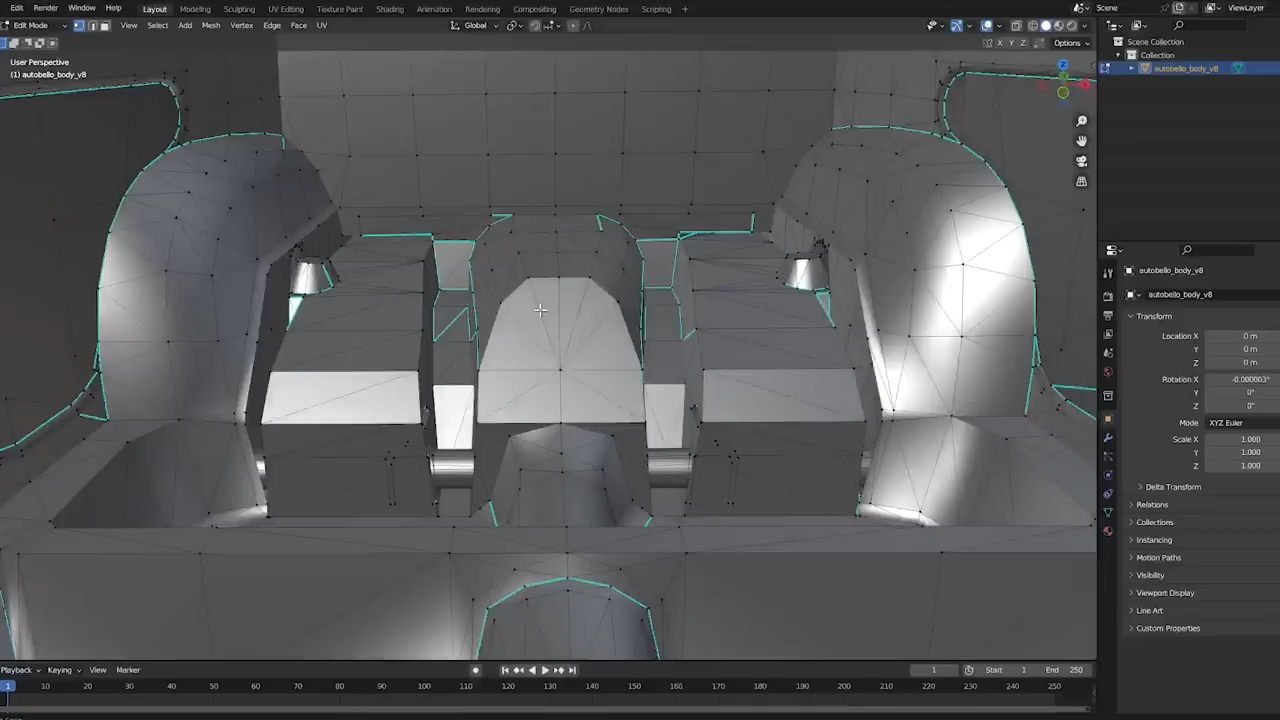 Edit Render Window Help Layout Modeling Sculpting UV Editing Texture Paint Shading Animation Rendering Compositing Geometry Nodes Scripting + Scene ViewLayer
Edit Mode View Select Add Mesh Vertex Edge Face UV Global
X Y Z Options
User Perspective
(1) autobello_body_v8
Scene Collection
Collection
autobello_body_v8
autobello_body_v8
autobello_body_v8
Transform
Location X 0 m
Y 0 m
Z 0 m
Rotation X -0.000003°
Y 0°
Z 0°
Mode XYZ Euler
Scale X 1.000
Y 1.000
Z 1.000
Delta Transform
Relations
Collections
Instancing
Motion Paths
Visibility
Viewport Display
Line Art
Custom Properties
Playback Keying View Marker 1 Start 1 End 250
1 10 20 30 40 50 60 70 80 90 100 110 120 130 140 150 160 170 180 190 200 210 220 230 240 250